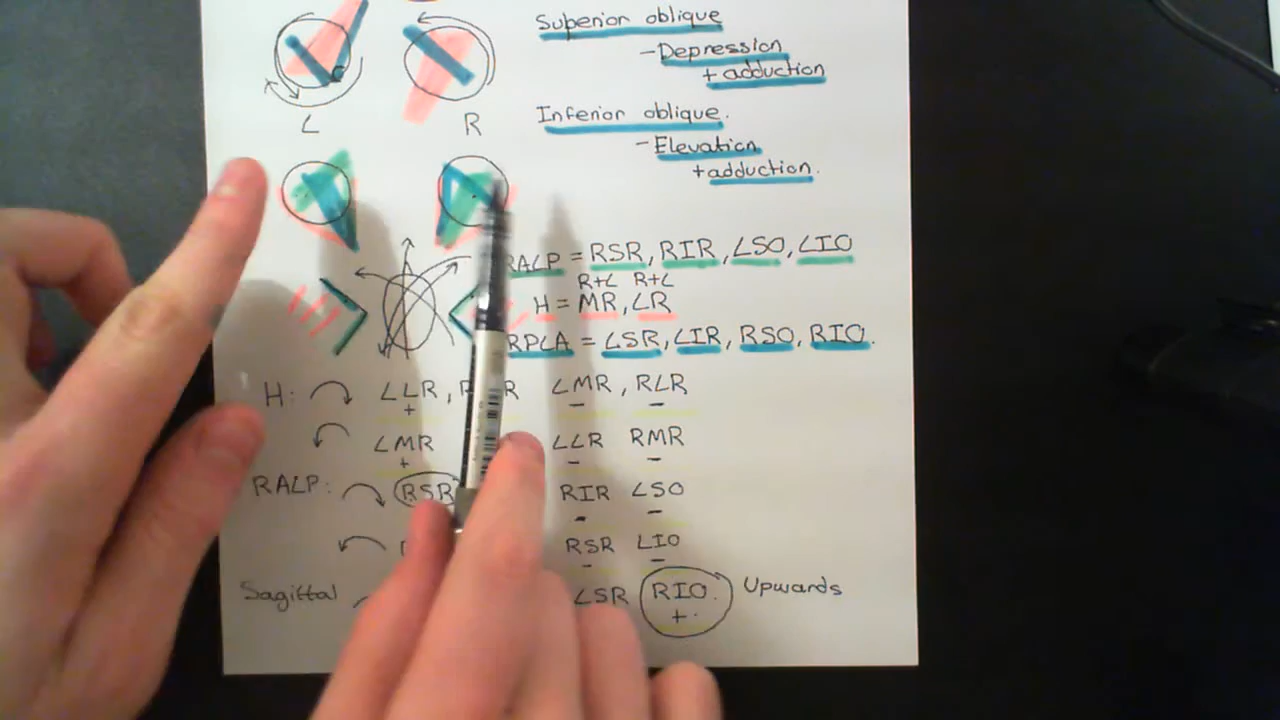 Superior oblique
- Depression
+ adduction
L R
Inferior oblique.
- Elevation
+ adduction.
RALP = RSR, RIR, LSO, LIO
R+L R+L
H = MR, LR
RPLA = LSR, LIR, RSO, RIO.
H: LLR, R LMR, RLR
+ - -
LMR LLR RMR
+ - -
RALP: RSR RIR LSO
- -
RSR LIO
- -
Sagittal LSR RIO. Upwards
+